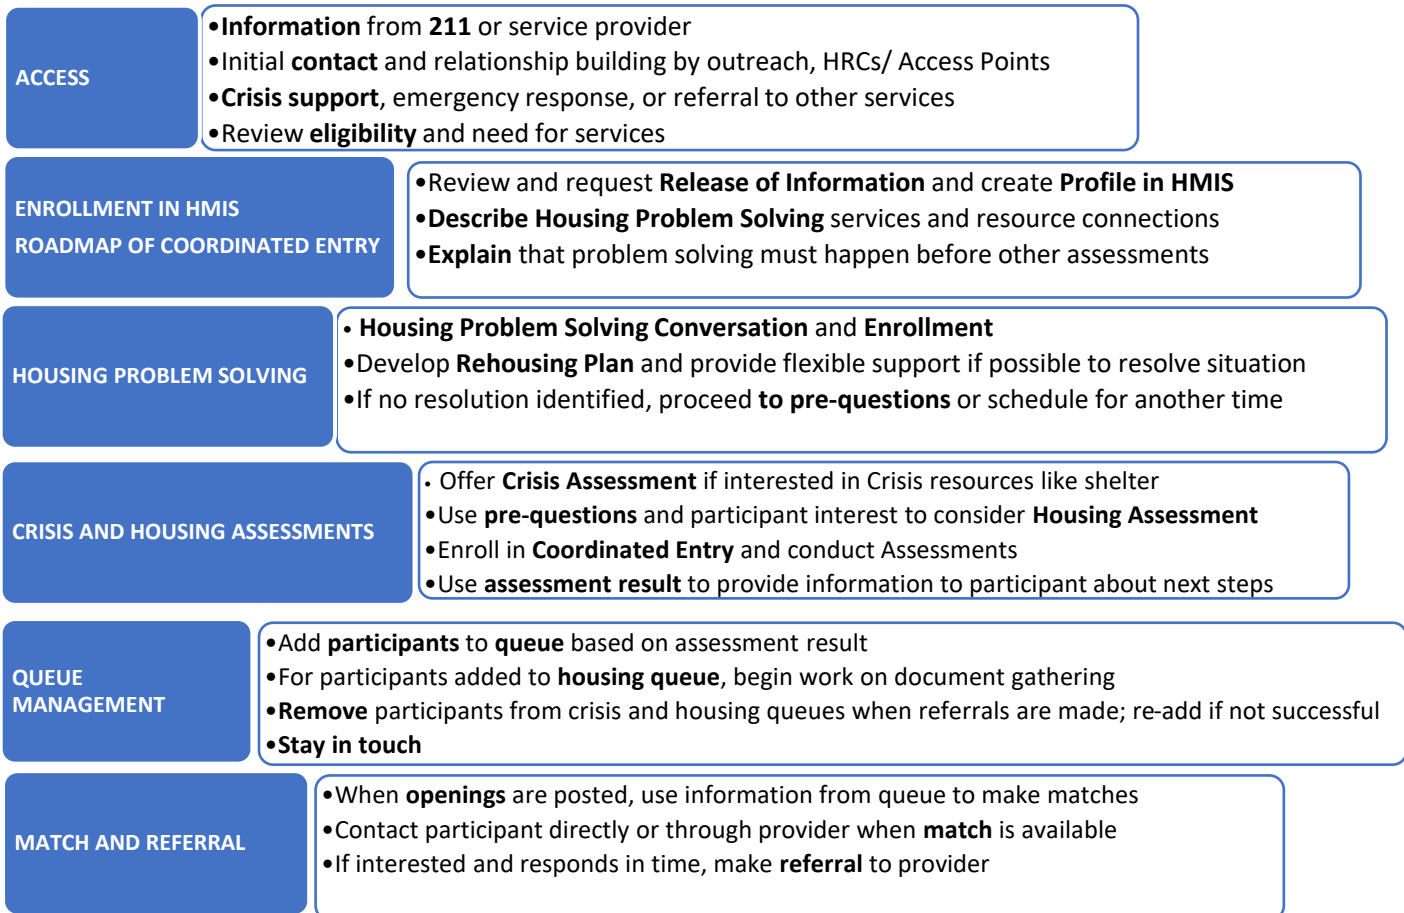 ACCESS
•Information from 211 or service provider
•Initial contact and relationship building by outreach, HRCs/ Access Points
•Crisis support, emergency response, or referral to other services
•Review eligibility and need for services
ENROLLMENT IN HMIS
ROADMAP OF COORDINATED ENTRY
•Review and request Release of Information and create Profile in HMIS
•Describe Housing Problem Solving services and resource connections
•Explain that problem solving must happen before other assessments
HOUSING PROBLEM SOLVING
• Housing Problem Solving Conversation and Enrollment
•Develop Rehousing Plan and provide flexible support if possible to resolve situation
•If no resolution identified, proceed to pre-questions or schedule for another time
CRISIS AND HOUSING ASSESSMENTS
• Offer Crisis Assessment if interested in Crisis resources like shelter
•Use pre-questions and participant interest to consider Housing Assessment
•Enroll in Coordinated Entry and conduct Assessments
•Use assessment result to provide information to participant about next steps
QUEUE
MANAGEMENT
•Add participants to queue based on assessment result
•For participants added to housing queue, begin work on document gathering
•Remove participants from crisis and housing queues when referrals are made; re-add if not successful
•Stay in touch
MATCH AND REFERRAL
•When openings are posted, use information from queue to make matches
•Contact participant directly or through provider when match is available
•If interested and responds in time, make referral to provider